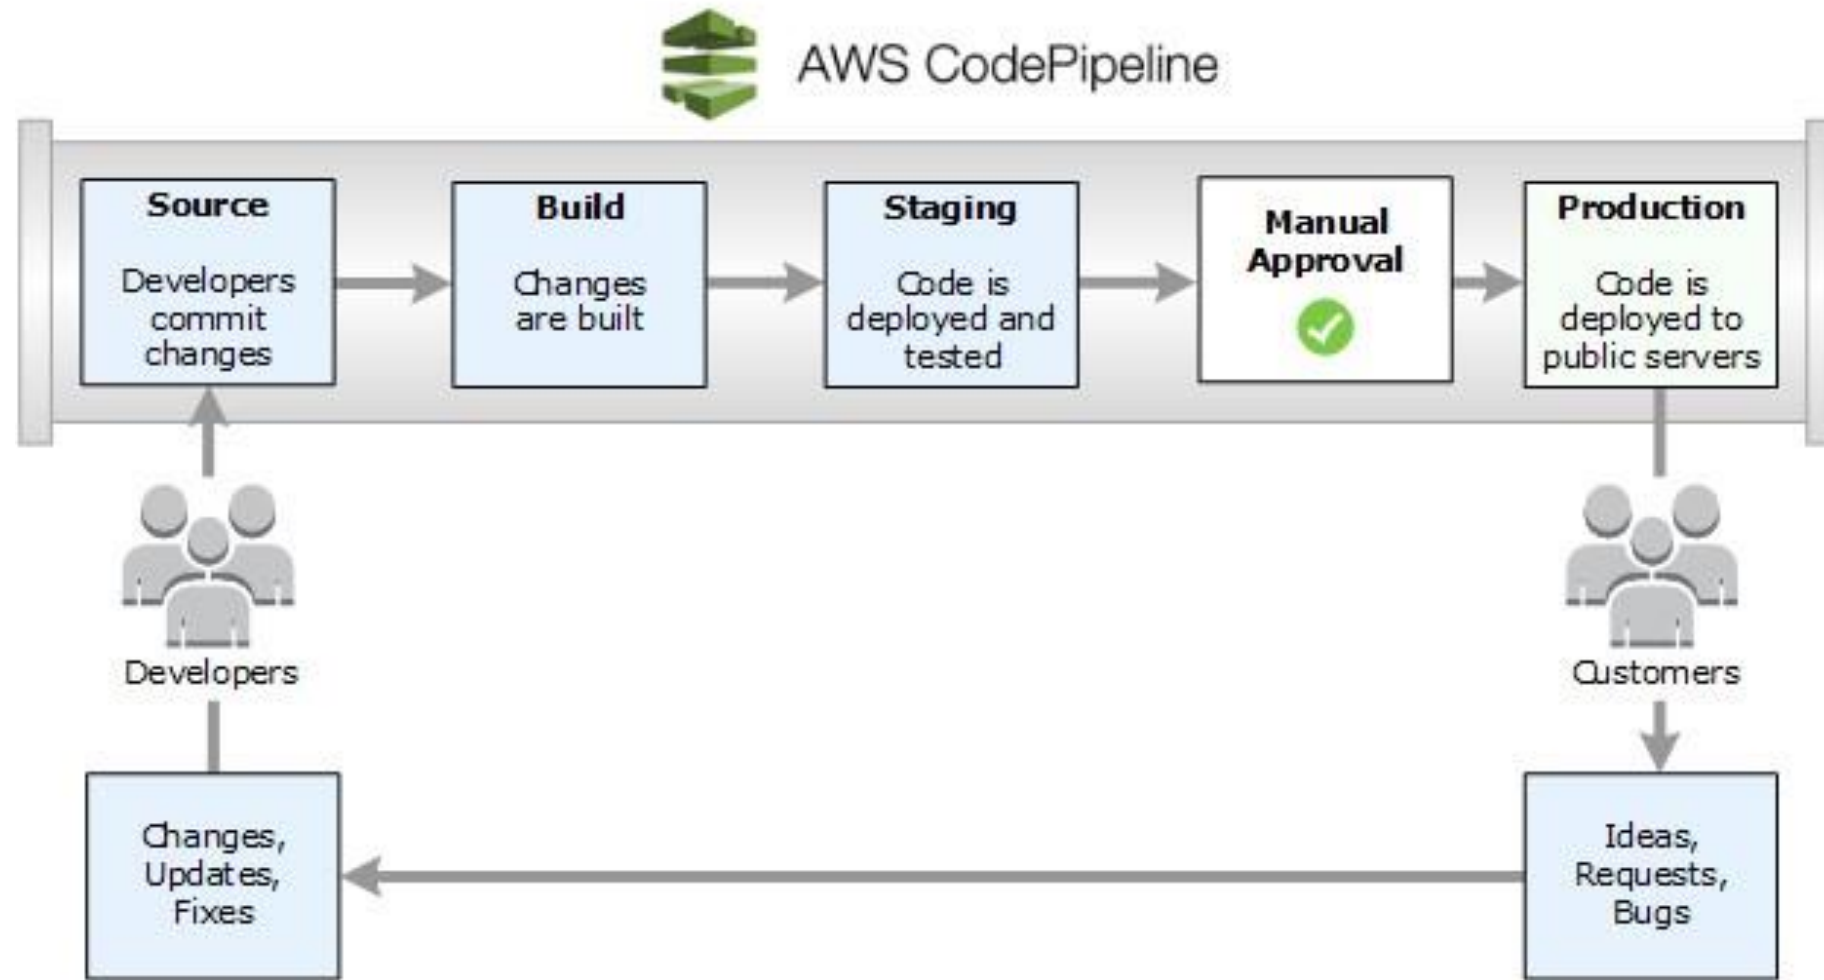 AWS CodePipeline
Source
Developers
commit
changes
Build
Changes
are built
Staging
Code is
deployed and
tested
Manual
Approval
Production
Code is
deployed to
public servers
Developers
Customers
Changes,
Updates,
Fixes
Ideas,
Requests,
Bugs